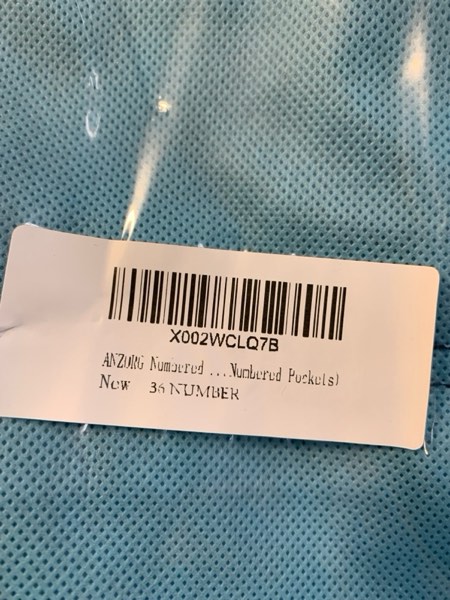 X002WCLQ7B
ANZORG Numbered ...Numbered Pockets)
New 36 NUMBER